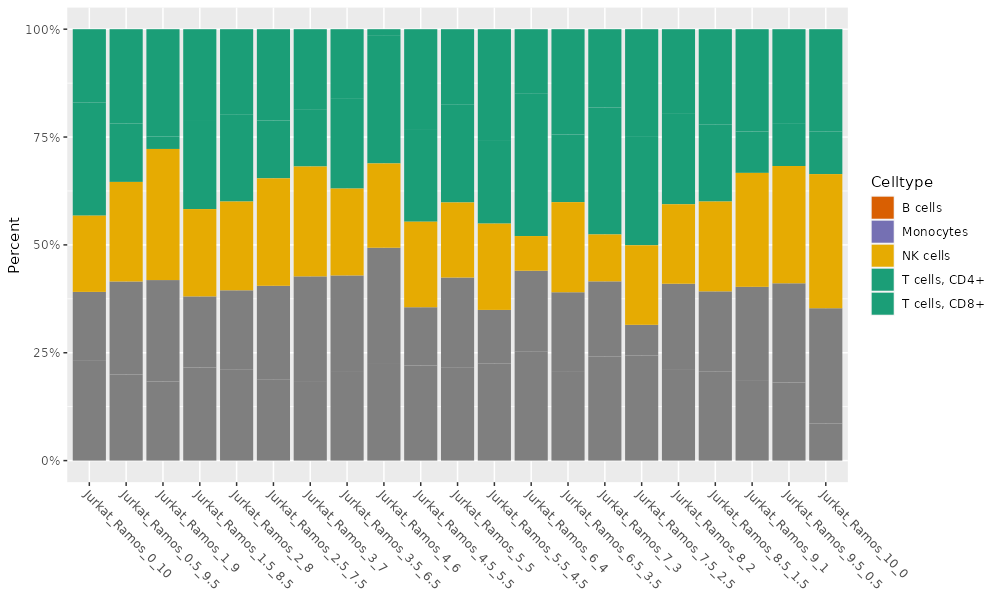 100%
75%
50%
25%
0%
Percent
Jurkat_Ramos_0_10
Jurkat_Ramos_0.5_9.5
Jurkat_Ramos_1_9
Jurkat_Ramos_1.5_8.5
Jurkat_Ramos_2_8
Jurkat_Ramos_2.5_7.5
Jurkat_Ramos_3_7
Jurkat_Ramos_3.5_6.5
Jurkat_Ramos_4_6
Jurkat_Ramos_4.5_5.5
Jurkat_Ramos_5_5
Jurkat_Ramos_5.5_4.5
Jurkat_Ramos_6_4
Jurkat_Ramos_6.5_3.5
Jurkat_Ramos_7_3
Jurkat_Ramos_7.5_2.5
Jurkat_Ramos_8_2
Jurkat_Ramos_8.5_1.5
Jurkat_Ramos_9_1
Jurkat_Ramos_9.5_0.5
Jurkat_Ramos_10_0
Celltype
B cells
Monocytes
NK cells
T cells, CD4+
T cells, CD8+